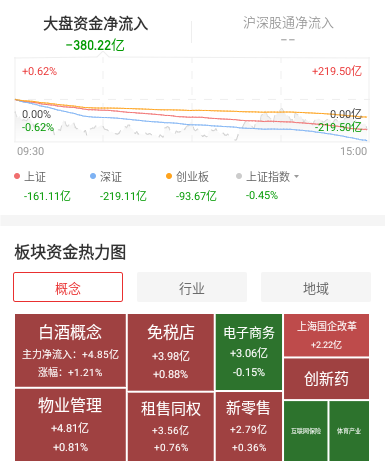 大盘资金净流入
沪深股通净流入
-380.22亿
--
+0.62%
+219.50亿
0.00%
0.00亿
-0.62%
-219.50亿
09:30
15:00
上证
深证
创业板
上证指数
-161.11亿
-219.11亿
-93.67亿
-0.45%
板块资金热力图
概念
行业
地域
白酒概念
主力净流入：+4.85亿
涨幅：+1.21%
免税店
+3.98亿
+0.88%
电子商务
+3.06亿
-0.15%
上海国企改革
+2.22亿
创新药
物业管理
+4.81亿
+0.81%
租售同权
+3.56亿
+0.76%
新零售
+2.79亿
+0.36%
互联网保险
体育产业